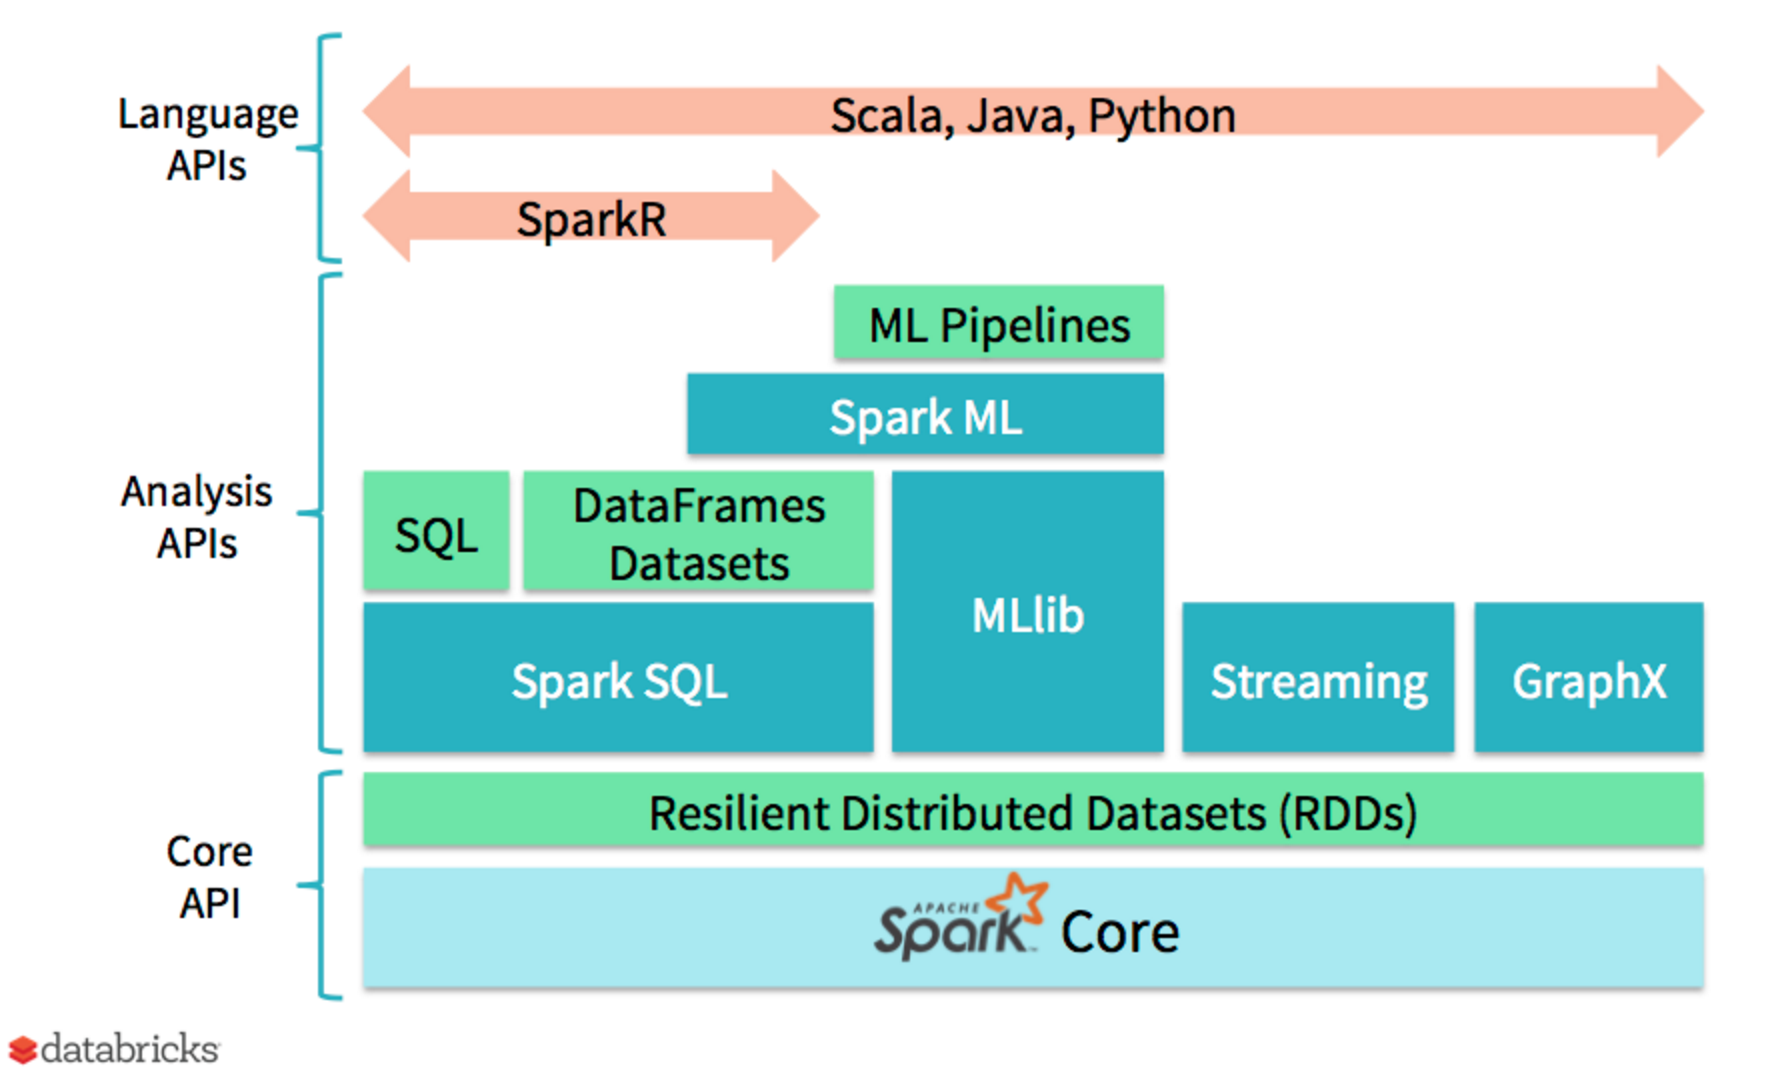 Language
APIs
Scala, Java, Python
SparkR
Analysis
APIs
ML Pipelines
Spark ML
SQL
DataFrames
Datasets
MLlib
Spark SQL
Streaming
GraphX
Core
API
Resilient Distributed Datasets (RDDs)
APACHE
Spark™ Core
databricks